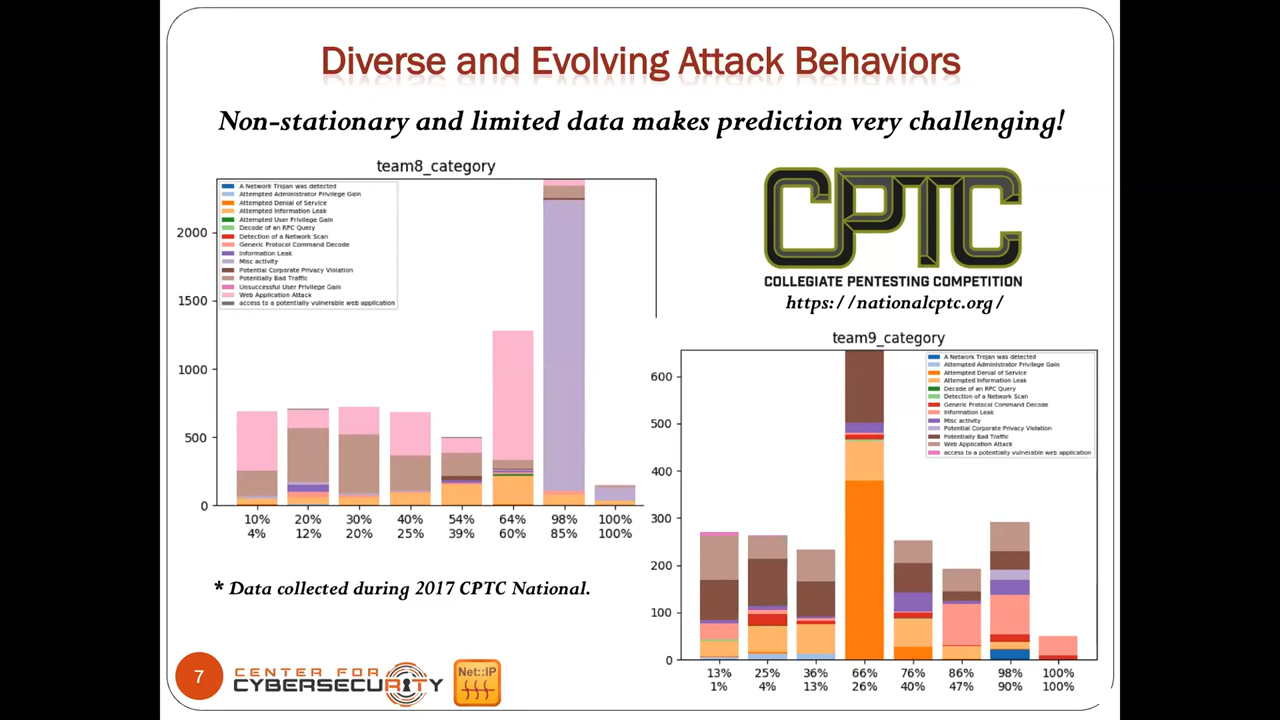 Diverse and Evolving Attack Behaviors
Non-stationary and limited data makes prediction very challenging!
team8_category
A Network Trojan was detected
Attempted Administrator Privilege Gain
Attempted Denial of Service
Attempted Information Leak
Attempted User Privilege Gain
Decode of an RPC Query
Detection of a Network Scan
Generic Protocol Command Decode
Information Leak
Misc activity
Potential Corporate Privacy Violation
Potentially Bad Traffic
Unsuccessful User Privilege Gain
Web Application Attack
access to a potentially vulnerable web application
2000
1500
1000
500
0
10% 20% 30% 40% 54% 64% 98% 100%
4% 12% 20% 25% 39% 60% 85% 100%
CPTC
COLLEGIATE PENTESTING COMPETITION
https://nationalcptc.org/
team9_category
A Network Trojan was detected
Attempted Administrator Privilege Gain
Attempted Denial of Service
Attempted Information Leak
Decode of an RPC Query
Detection of a Network Scan
Generic Protocol Command Decode
Information Leak
Misc activity
Potential Corporate Privacy Violation
Potentially Bad Traffic
Web Application Attack
access to a potentially vulnerable web application
600
500
400
300
200
100
0
13% 25% 36% 66% 76% 86% 98% 100%
1% 4% 13% 26% 40% 47% 90% 100%
* Data collected during 2017 CPTC National.
7
CENTER FOR
CYBERSECURITY
Net::IP